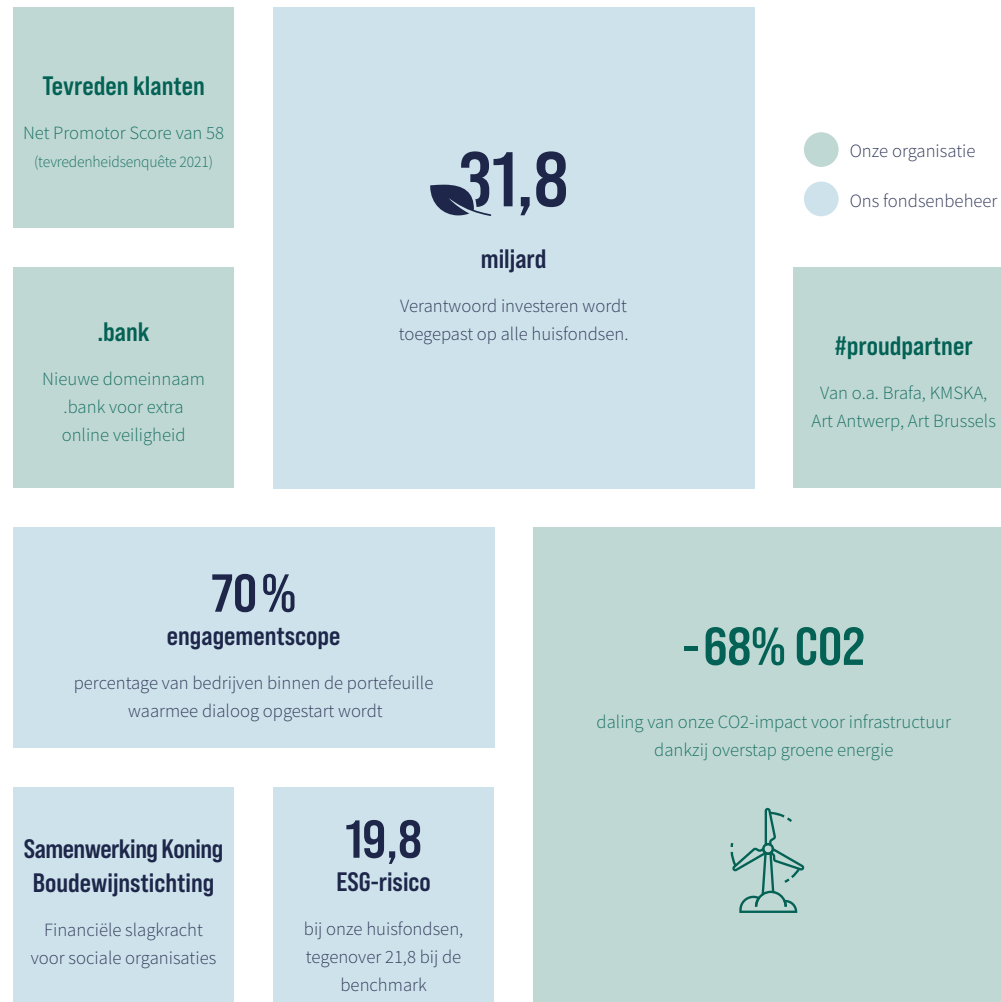 Tevreden klanten
Net Promotor Score van 58
(tevredenheidsenquête 2021)
31,8
miljard
Verantwoord investeren wordt
toegepast op alle huisfondsen.
Onze organisatie
Ons fondsenbeheer
.bank
Nieuwe domeinnaam
.bank voor extra
online veiligheid
#proudpartner
Van o.a. Brafa, KMSKA,
Art Antwerp, Art Brussels
70 %
engagementscope
percentage van bedrijven binnen de portefeuille
waarmee dialoog opgestart wordt
-68% CO2
daling van onze CO2-impact voor infrastructuur
dankzij overstap groene energie
Samenwerking Koning
Boudewijnstichting
Financiële slagkracht
voor sociale organisaties
19,8
ESG-risico
bij onze huisfondsen,
tegenover 21,8 bij de
benchmark